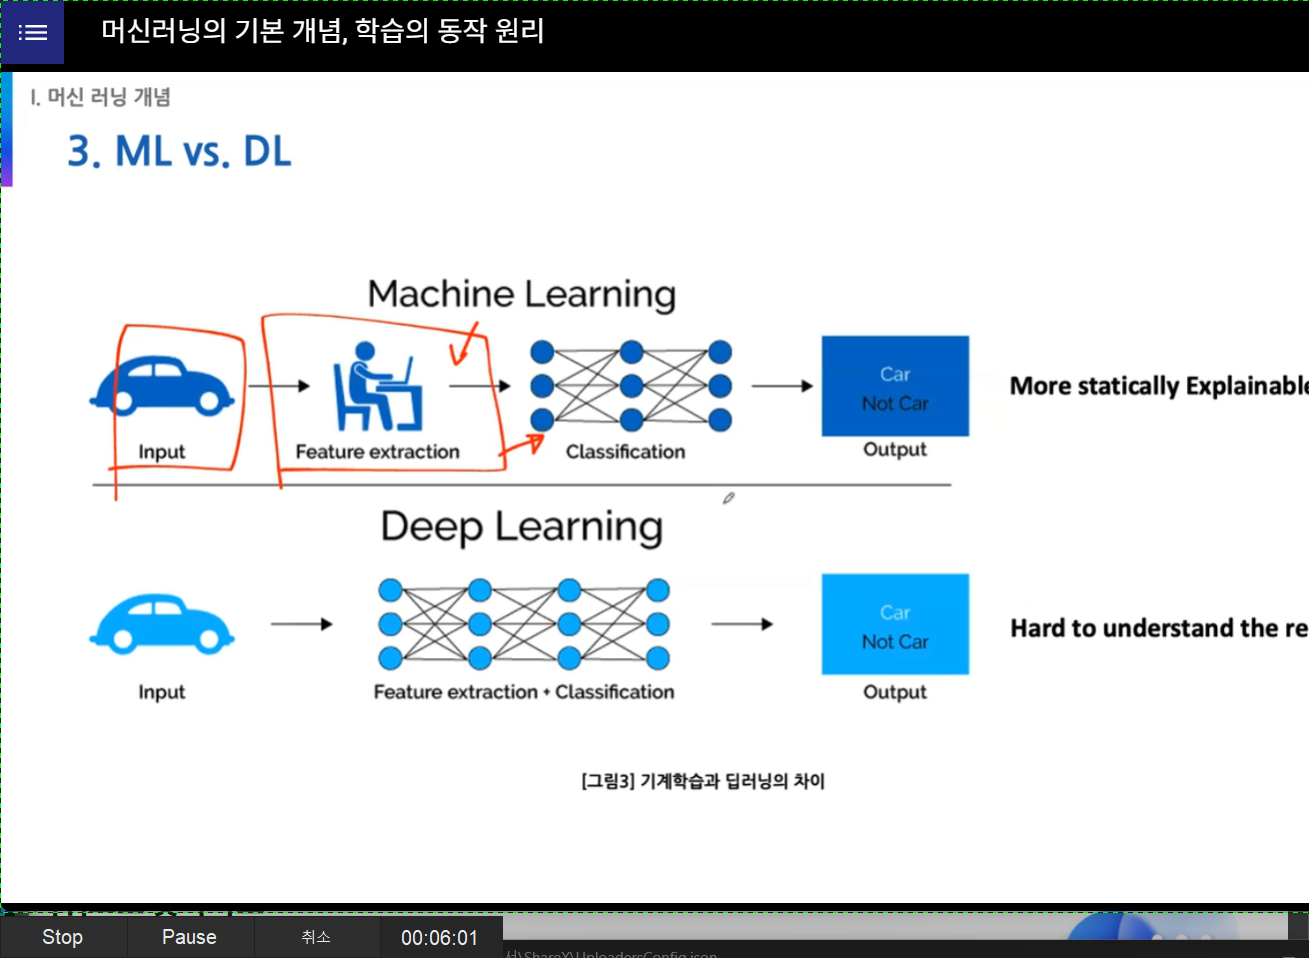 머신러닝의 기본 개념, 학습의 동작 원리
I. 머신 러닝 개념
3. ML vs. DL
Machine Learning
Input
Feature extraction
Classification
Car
Not Car
Output
More statically Explainable
Deep Learning
Input
Feature extraction + Classification
Car
Not Car
Output
Hard to understand the re
[그림3] 기계학습과 딥러닝의 차이
Stop
Pause
취소
00:06:01